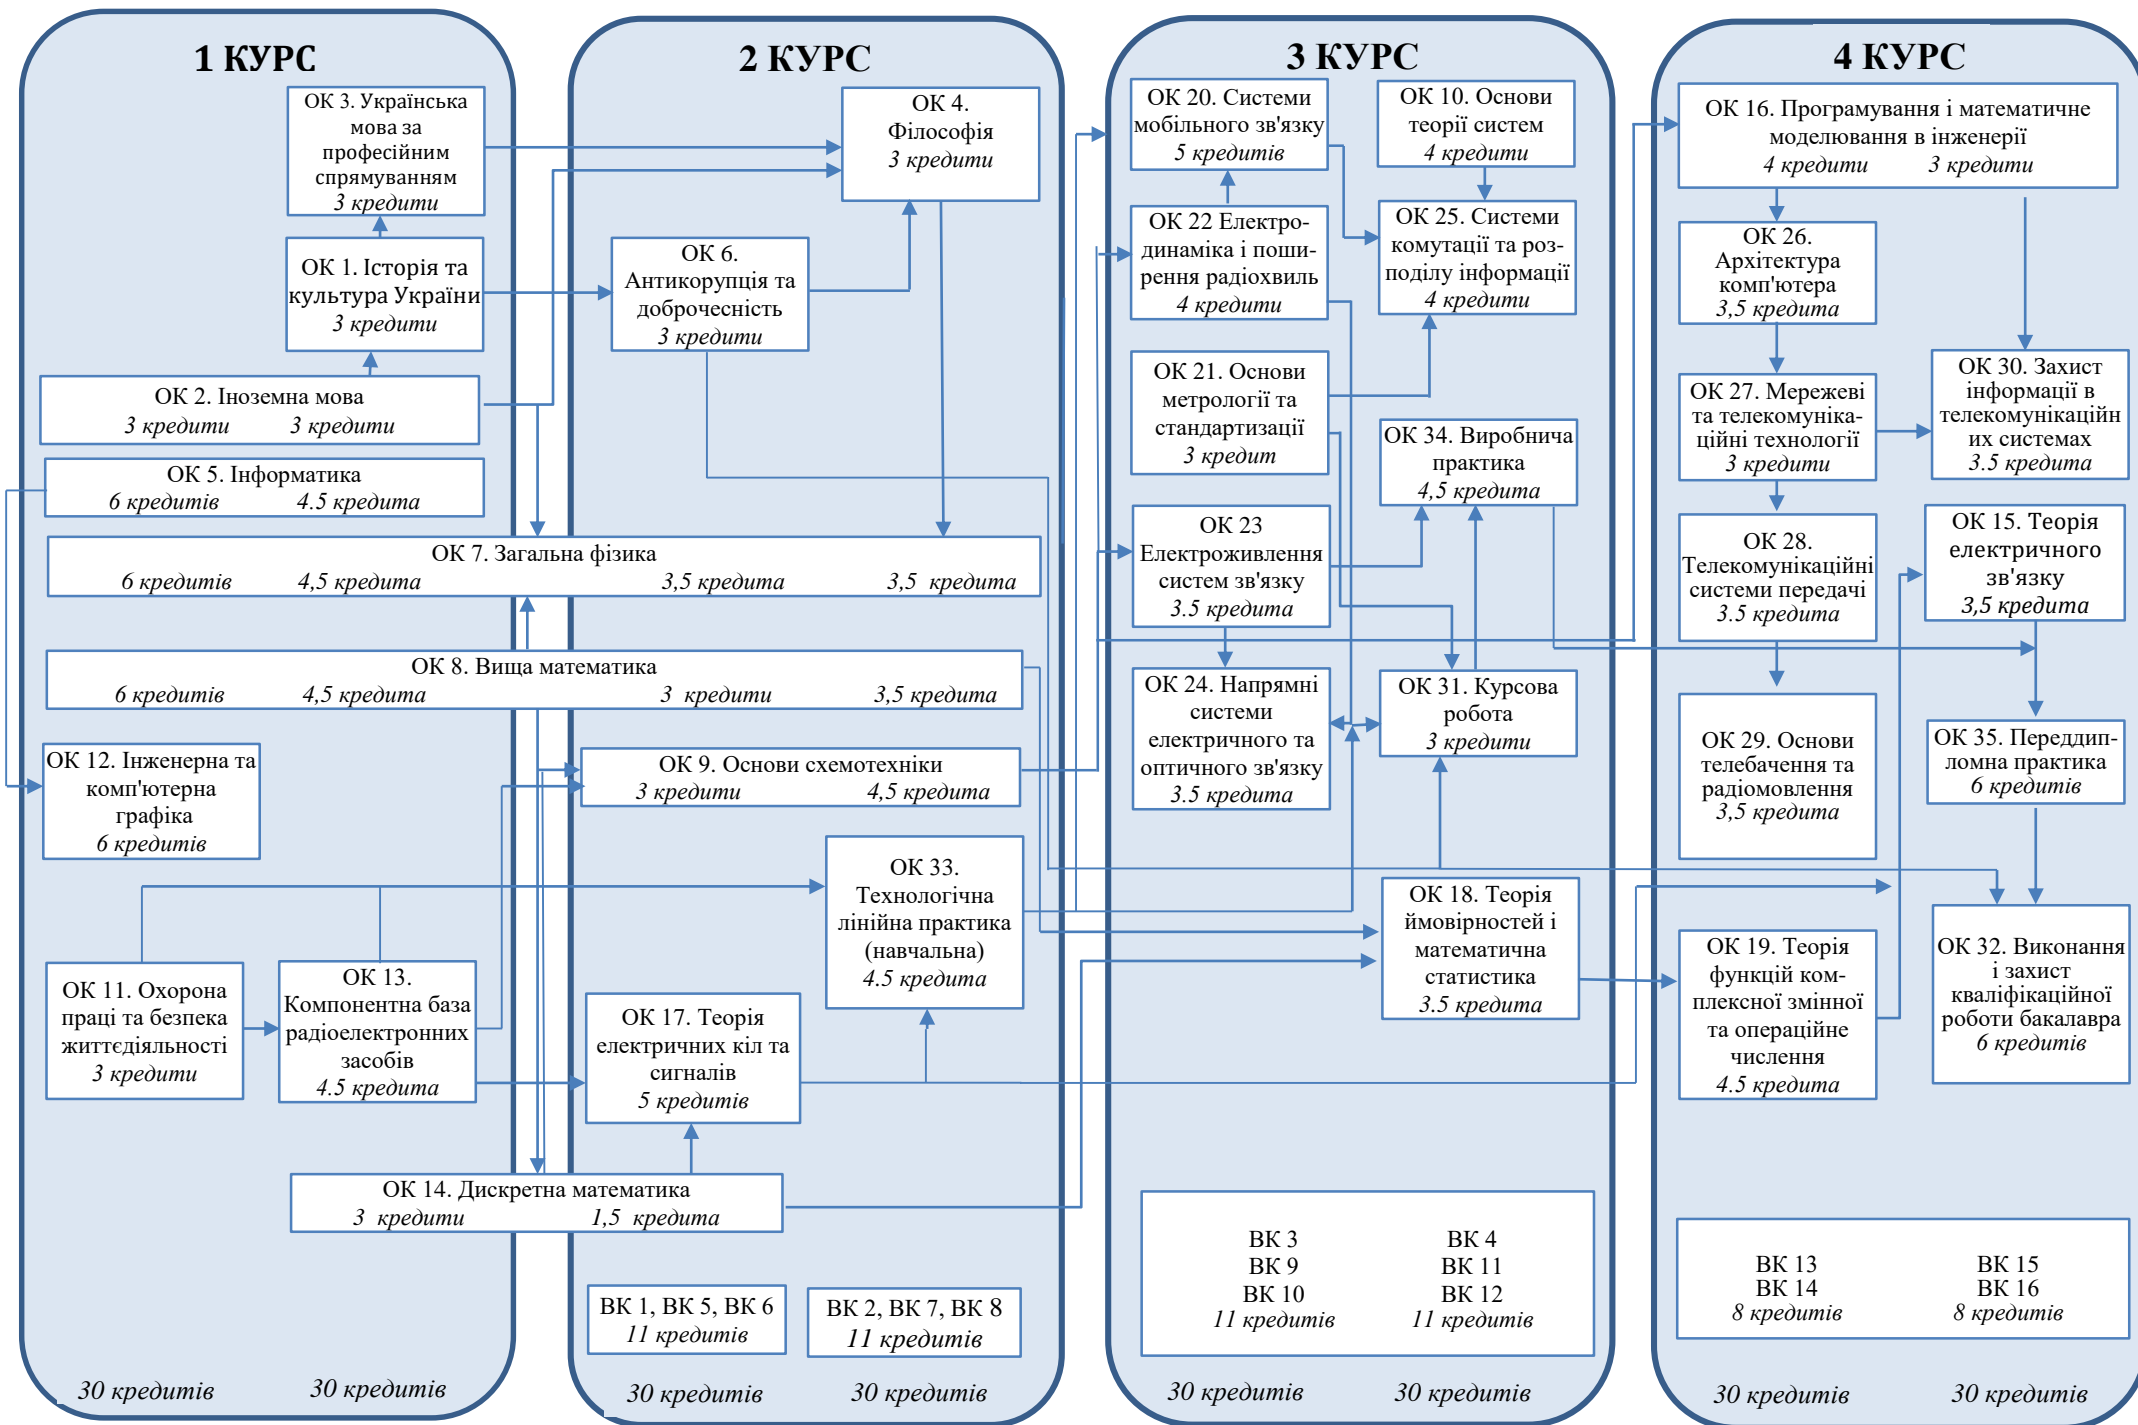 1 КУРС
ОК 3. Українська
мова за
професійним
спрямуванням
3 кредити
ОК 1. Історія та
культура України
3 кредити
ОК 2. Іноземна мова
3 кредити 3 кредити
ОК 5. Інформатика
6 кредитів 4.5 кредита
ОК 7. Загальна фізика
6 кредитів 4,5 кредита 3,5 кредита 3,5 кредита
ОК 8. Вища математика
6 кредитів 4,5 кредита 3 кредити 3,5 кредита
ОК 12. Інженерна та
комп'ютерна
графіка
6 кредитів
ОК 11. Охорона
праці та безпека
життєдіяльності
3 кредити
ОК 13.
Компонентна база
радіоелектронних
засобів
4.5 кредита
ОК 14. Дискретна математика
3 кредити 1,5 кредита
30 кредитів 30 кредитів
2 КУРС
ОК 4.
Філософія
3 кредити
ОК 6.
Антикорупція та
доброчесність
3 кредити
ОК 9. Основи схемотехніки
3 кредити 4,5 кредита
ОК 33.
Технологічна
лінійна практика
(навчальна)
4.5 кредита
ОК 17. Теорія
електричних кіл та
сигналів
5 кредитів
ВК 1, ВК 5, ВК 6
11 кредитів
ВК 2, ВК 7, ВК 8
11 кредитів
30 кредитів 30 кредитів
3 КУРС
ОК 20. Системи
мобільного зв'язку
5 кредитів
ОК 10. Основи
теорії систем
4 кредити
ОК 22 Електро-
динаміка і поши-
рення радіохвиль
4 кредити
ОК 25. Системи
комутації та роз-
поділу інформації
4 кредити
ОК 21. Основи
метрології та
стандартизації
3 кредит
ОК 34. Виробнича
практика
4,5 кредита
ОК 23
Електроживлення
систем зв'язку
3.5 кредита
ОК 24. Напрямні
системи
електричного та
оптичного зв'язку
3.5 кредита
ОК 31. Курсова
робота
3 кредити
ОК 18. Теорія
ймовірностей і
математична
статистика
3.5 кредита
ВК 3 ВК 4
ВК 9 ВК 11
ВК 10 ВК 12
11 кредитів 11 кредитів
30 кредитів 30 кредитів
4 КУРС
ОК 16. Програмування і математичне
моделювання в інженерії
4 кредити 3 кредити
ОК 26.
Архітектура
комп'ютера
3,5 кредита
ОК 27. Мережеві
та телекомуніка-
ційні технології
3 кредити
ОК 30. Захист
інформації в
телекомунікаційн
их системах
3.5 кредита
ОК 28.
Телекомунікаційні
системи передачі
3.5 кредита
ОК 15. Теорія
електричного
зв'язку
3,5 кредита
ОК 29. Основи
телебачення та
радіомовлення
3,5 кредита
ОК 35. Переддип-
ломна практика
6 кредитів
ОК 19. Теорія
функцій ком-
плексної змінної
та операційне
числення
4.5 кредита
ОК 32. Виконання
і захист
кваліфікаційної
роботи бакалавра
6 кредитів
ВК 13 ВК 15
ВК 14 ВК 16
8 кредитів 8 кредитів
30 кредитів 30 кредитів